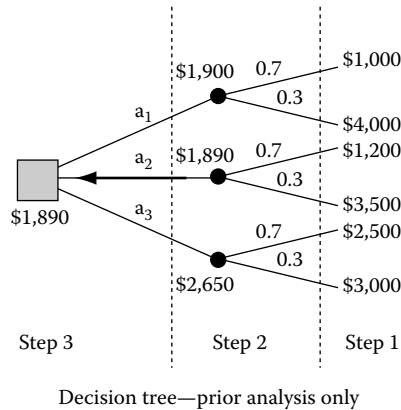 $1,900
0.7
$1,000
0.3
$4,000
a1
a2
$1,890
0.7
$1,200
0.3
$3,500
$1,890
a3
0.7
$2,500
0.3
$3,000
$2,650
Step 3
Step 2
Step 1
Decision tree—prior analysis only